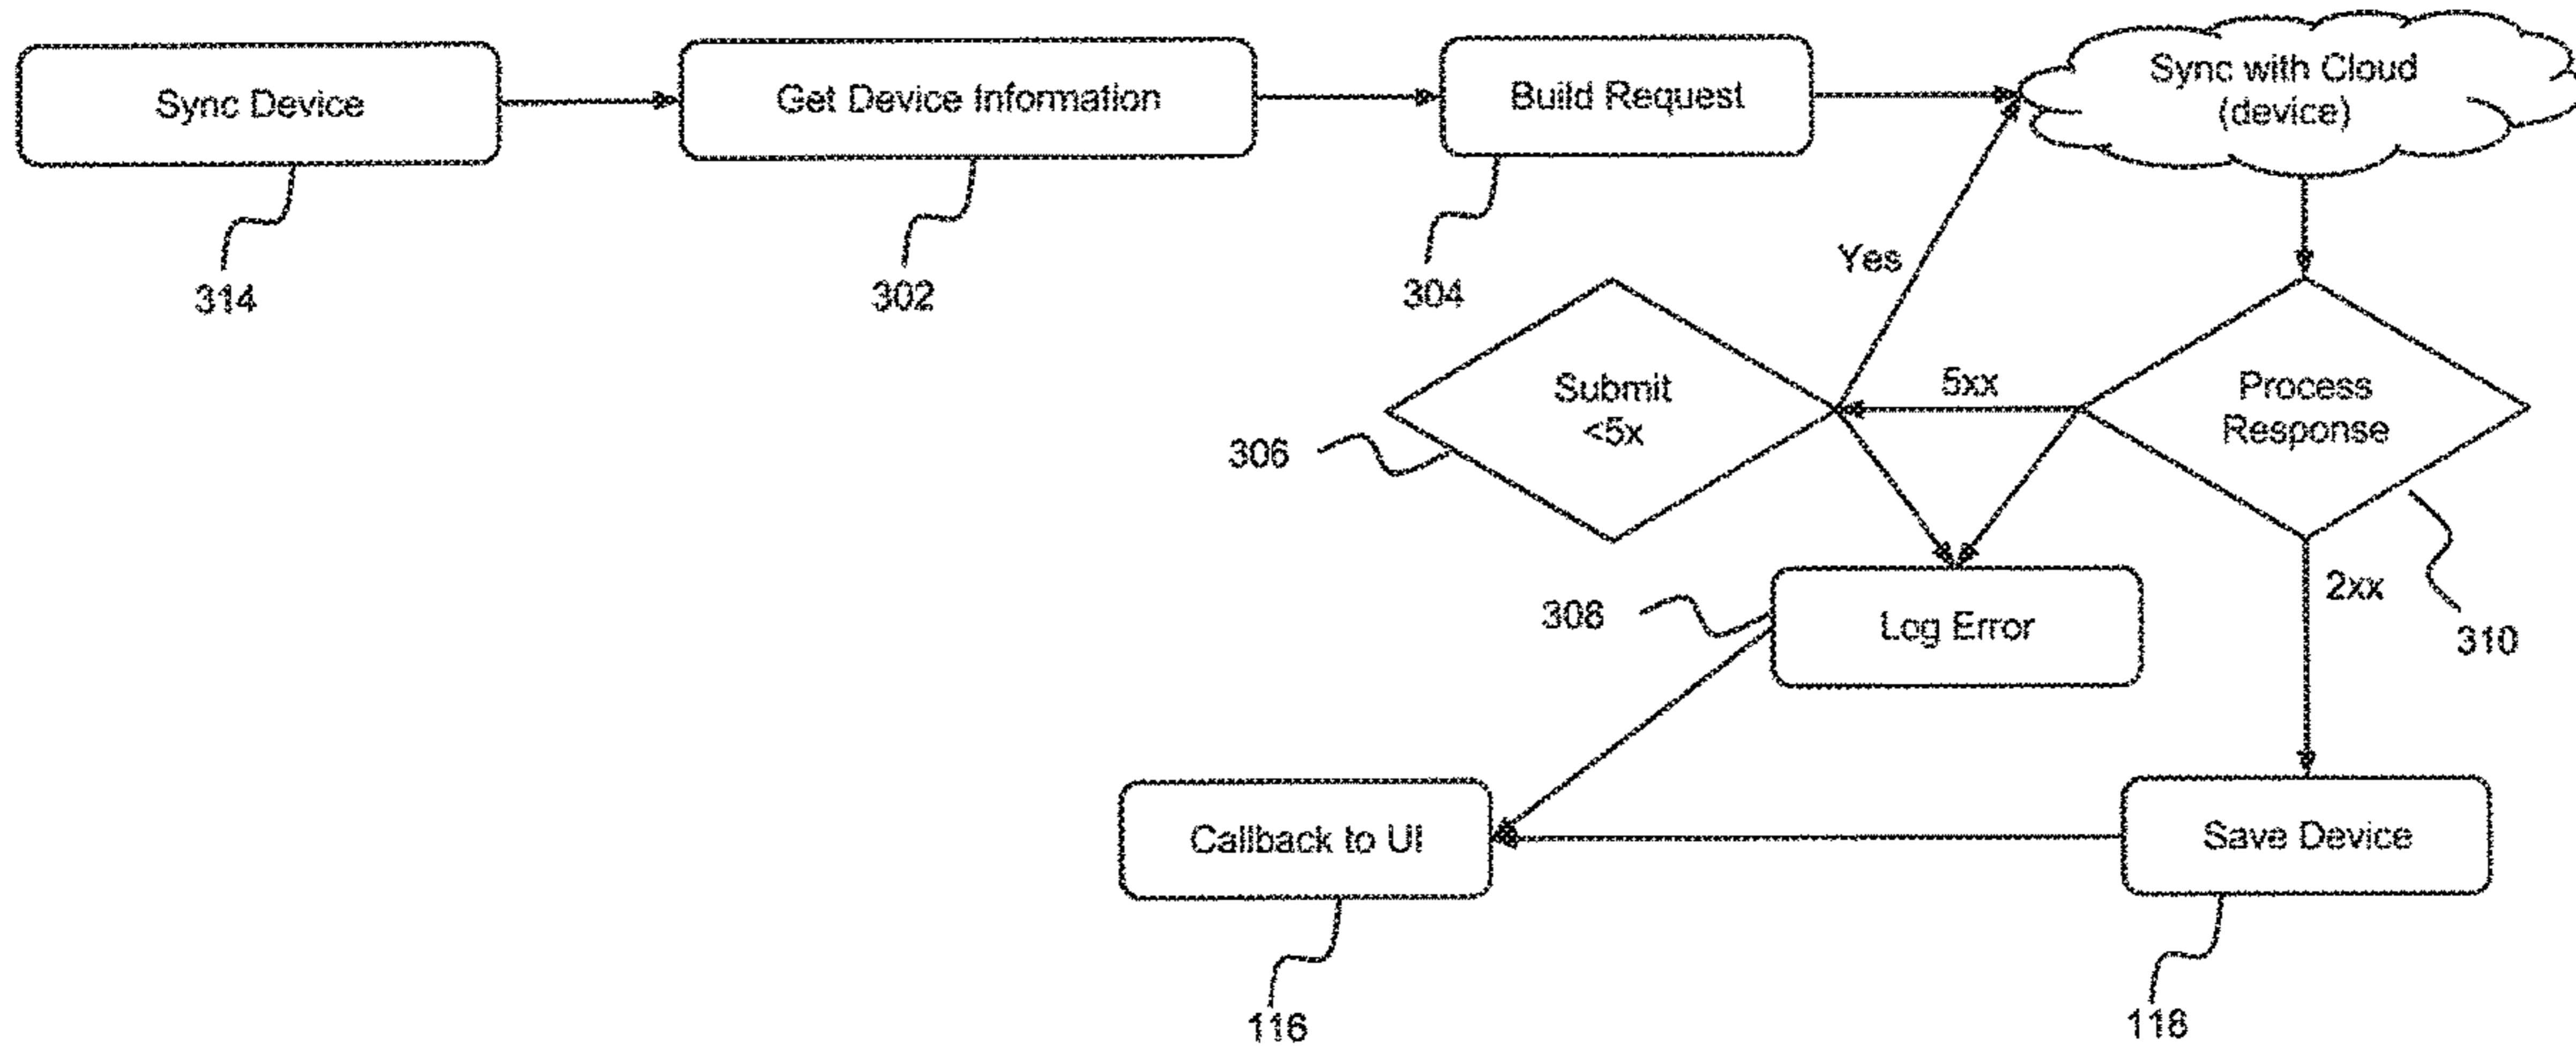 Sync Device
Get Device Information
Build Request
Sync with Cloud
(device)
314
302
304
Yes
Submit
<5x
5xx
Process
Response
306
308
Log Error
2xx
310
Callback to UI
Save Device
116
118